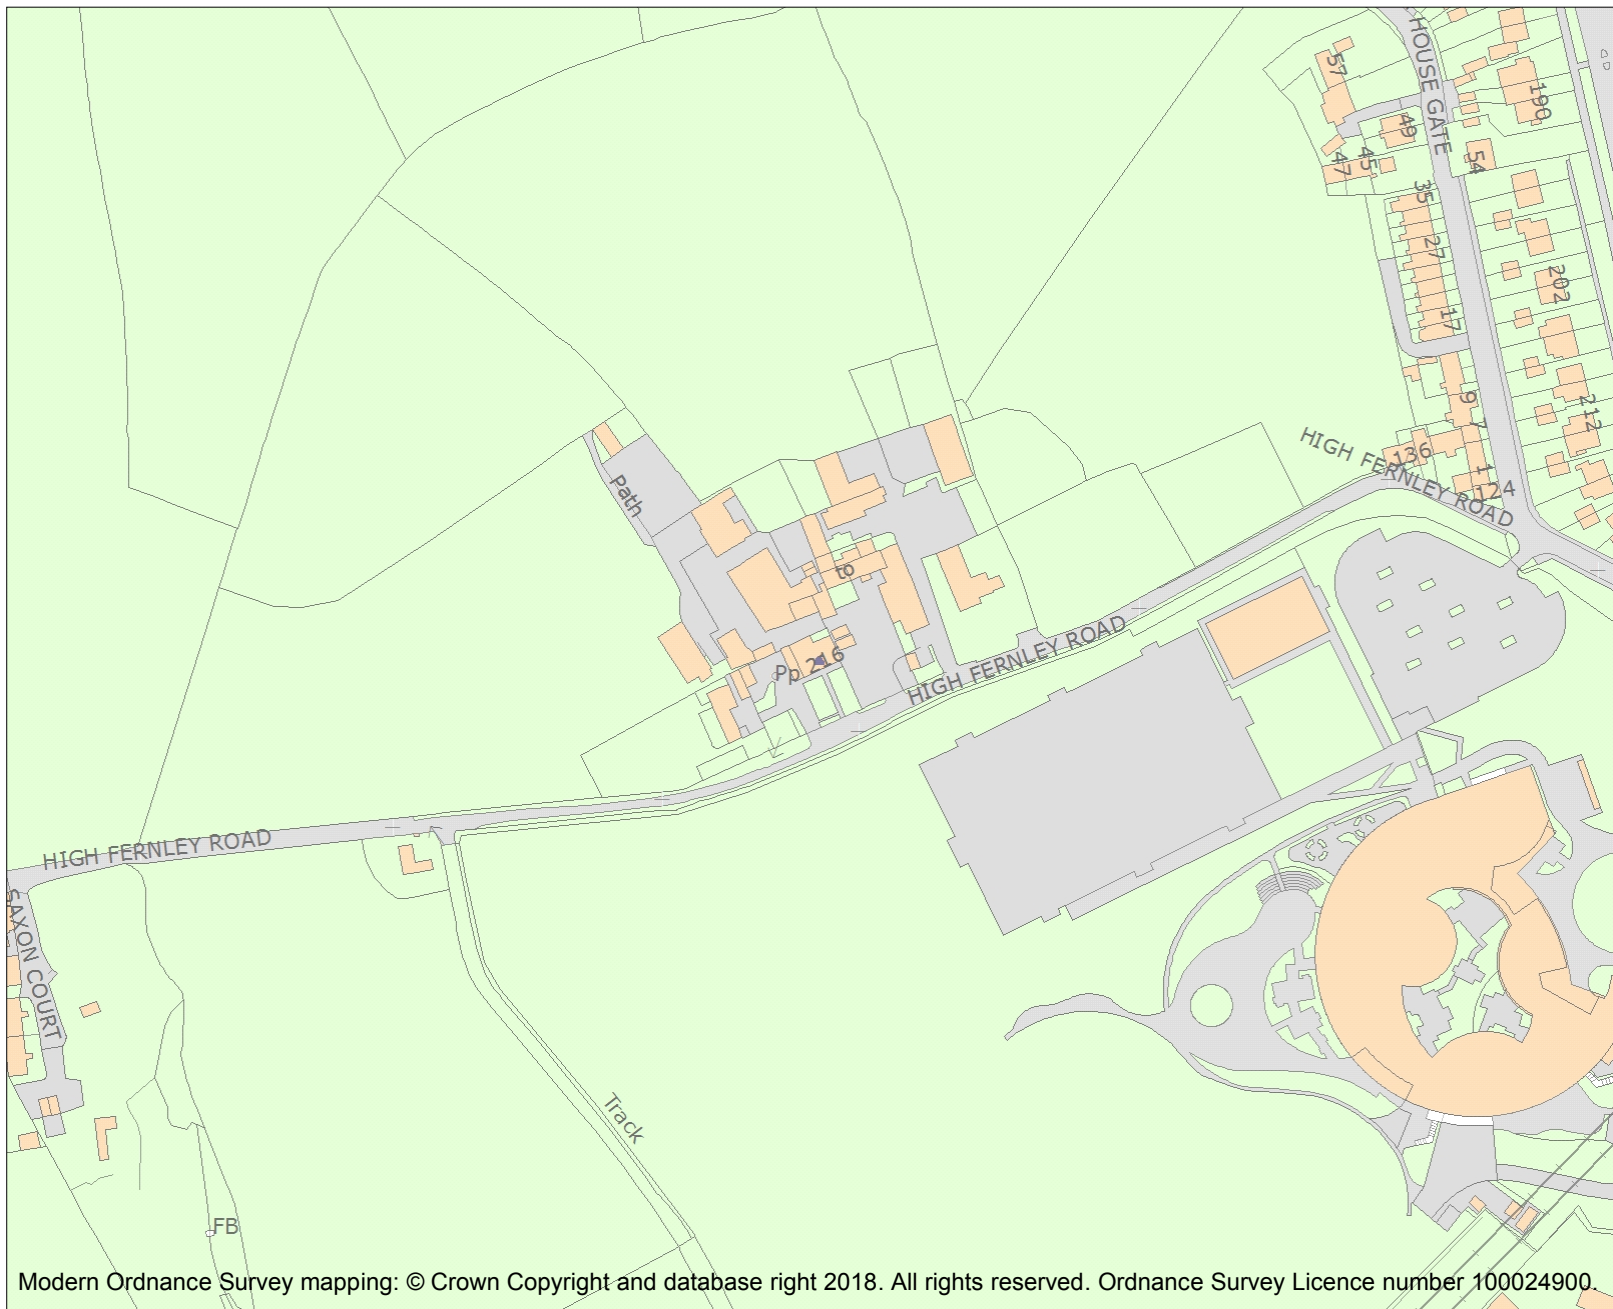 HOUSE GATE
57
190
49
54
45
47
35
27
202
17
9
7
212
HIGH FERNLEY ROAD
136
1
124
Path
to
HIGH FERNLEY ROAD
Pp
216
HIGH FERNLEY ROAD
SAXON COURT
Track
FB
Modern Ordnance Survey mapping: © Crown Copyright and database right 2018. All rights reserved. Ordnance Survey Licence number 100024900.